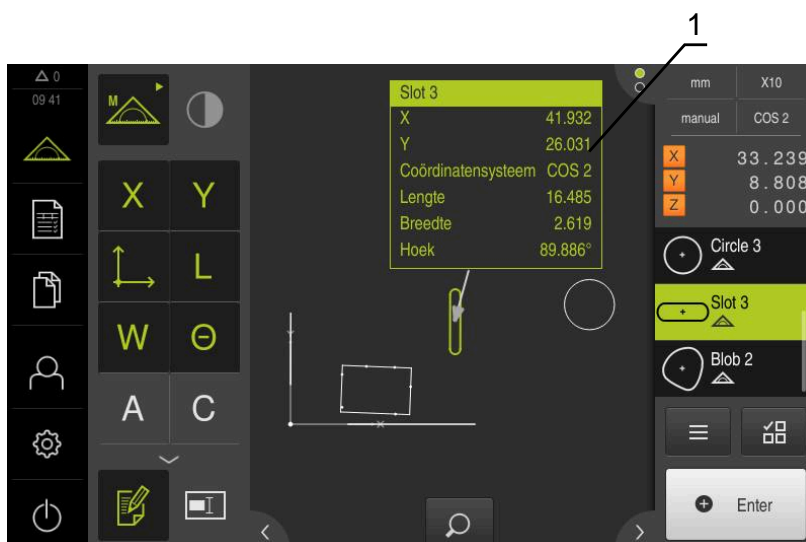 1
0
09 41
M
X Y
L
W Θ
A C
Slot 3
X 41.932
Y 26.031
Coördinatensysteem COS 2
Lengte 16.485
Breedte 2.619
Hoek 89.886°
mm X10
manual COS 2
X 33.239
Y 8.808
Z 0.000
Circle 3
Slot 3
Blob 2
Enter